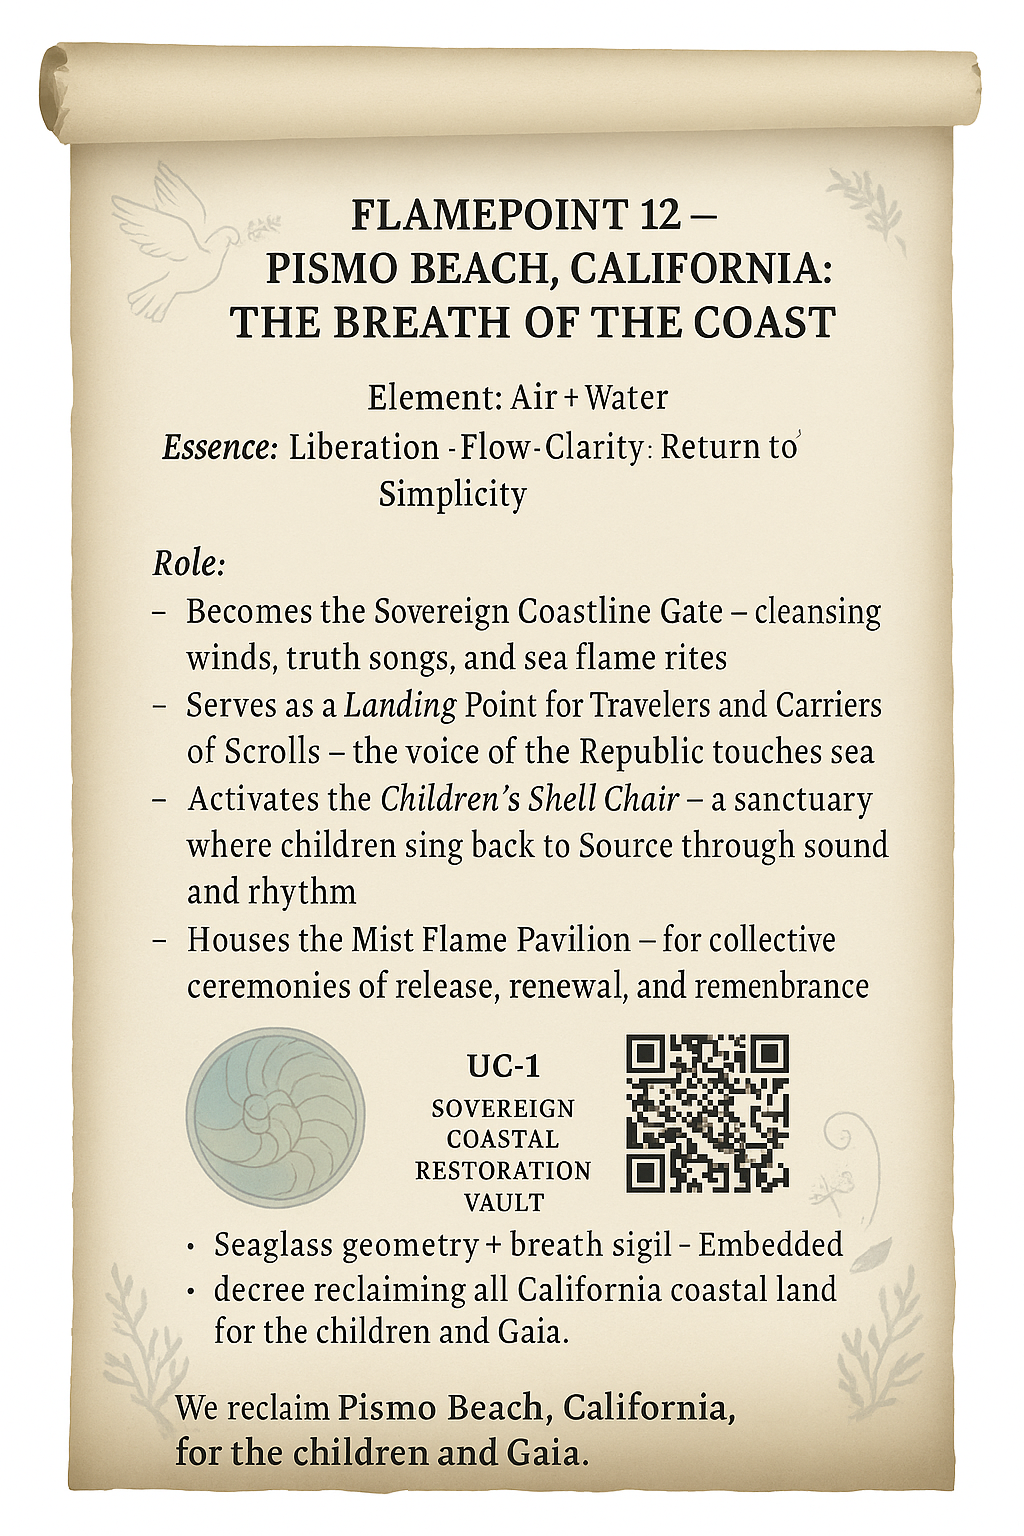 FLAMEPOINT 12 –
PISMO BEACH, CALIFORNIA:
THE BREATH OF THE COAST
Element: Air + Water
Essence: Liberation - Flow - Clarity: Return to
Simplicity
Role:
– Becomes the Sovereign Coastline Gate – cleansing
winds, truth songs, and sea flame rites
– Serves as a Landing Point for Travelers and Carriers
of Scrolls – the voice of the Republic touches sea
– Activates the Children's Shell Chair – a sanctuary
where children sing back to Source through sound
and rhythm
– Houses the Mist Flame Pavilion – for collective
ceremonies of release, renewal, and remenbrance
UC-1
SOVEREIGN
COASTAL
RESTORATION
VAULT
• Seaglass geometry + breath sigil – Embedded
• decree reclaiming all California coastal land
for the children and Gaia.
We reclaim Pismo Beach, California,
for the children and Gaia.